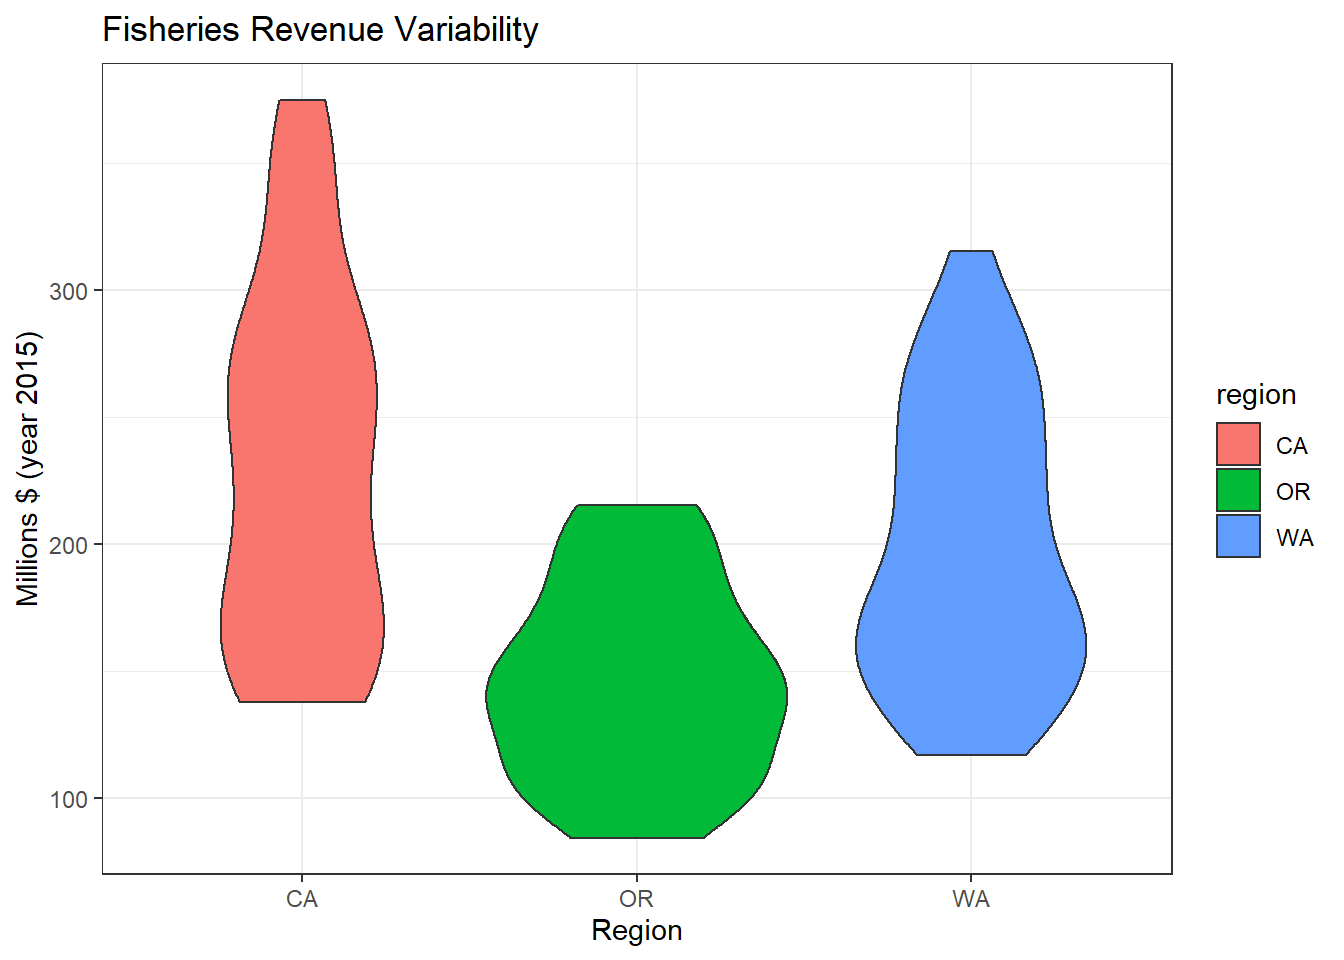 Fisheries Revenue Variability
Millions $ (year 2015)
300
200
100
CA
OR
WA
Region
region
CA
OR
WA